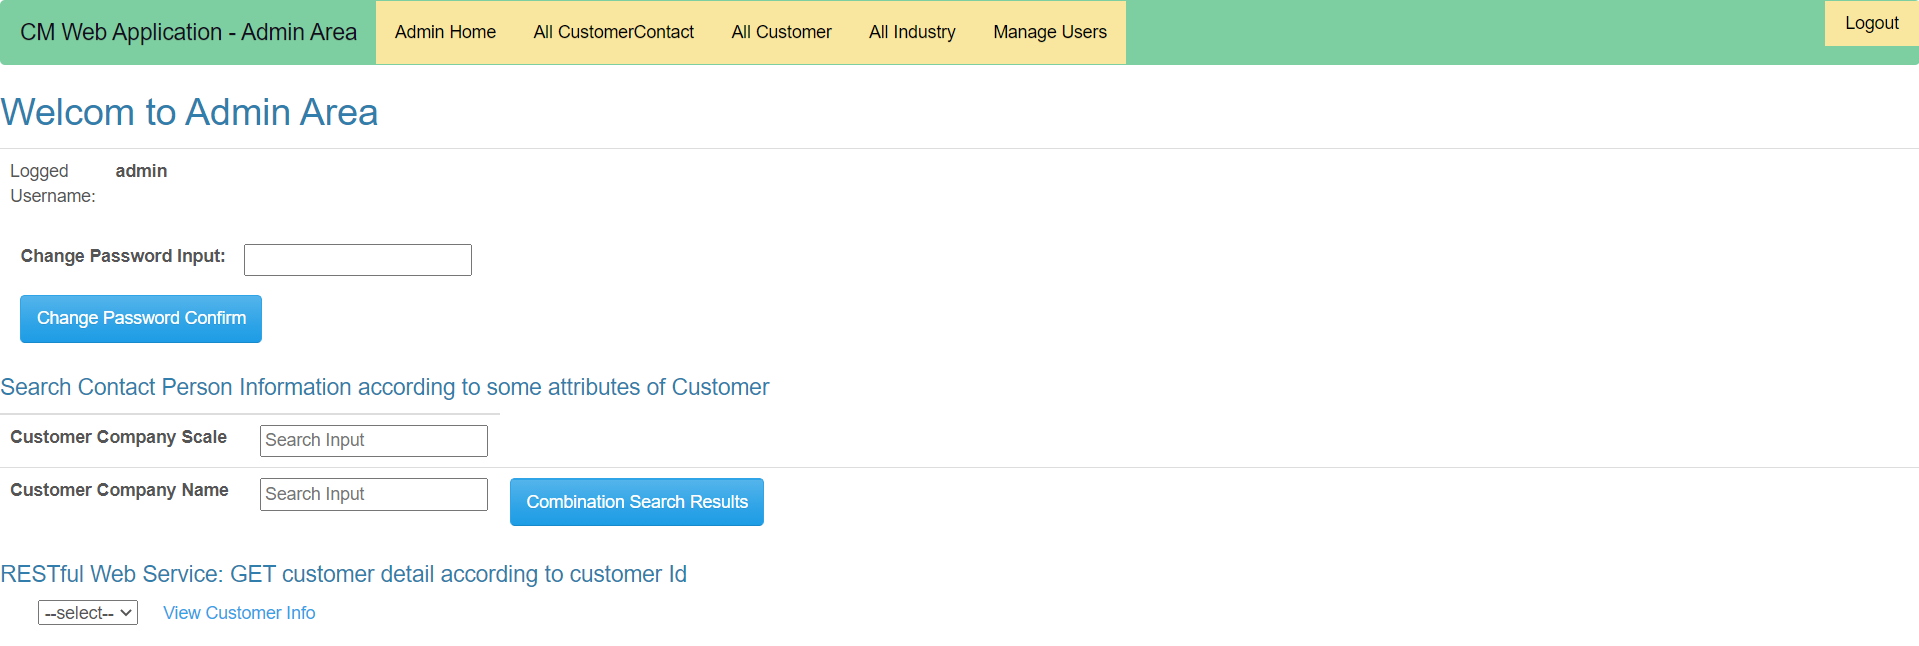 CM Web Application - Admin Area Admin Home All CustomerContact All Customer All Industry Manage Users Logout
Welcom to Admin Area
Logged admin
Username:
Change Password Input:
Change Password Confirm
Search Contact Person Information according to some attributes of Customer
Customer Company Scale Search Input
Customer Company Name Search Input Combination Search Results
RESTful Web Service: GET customer detail according to customer Id
--select-- View Customer Info